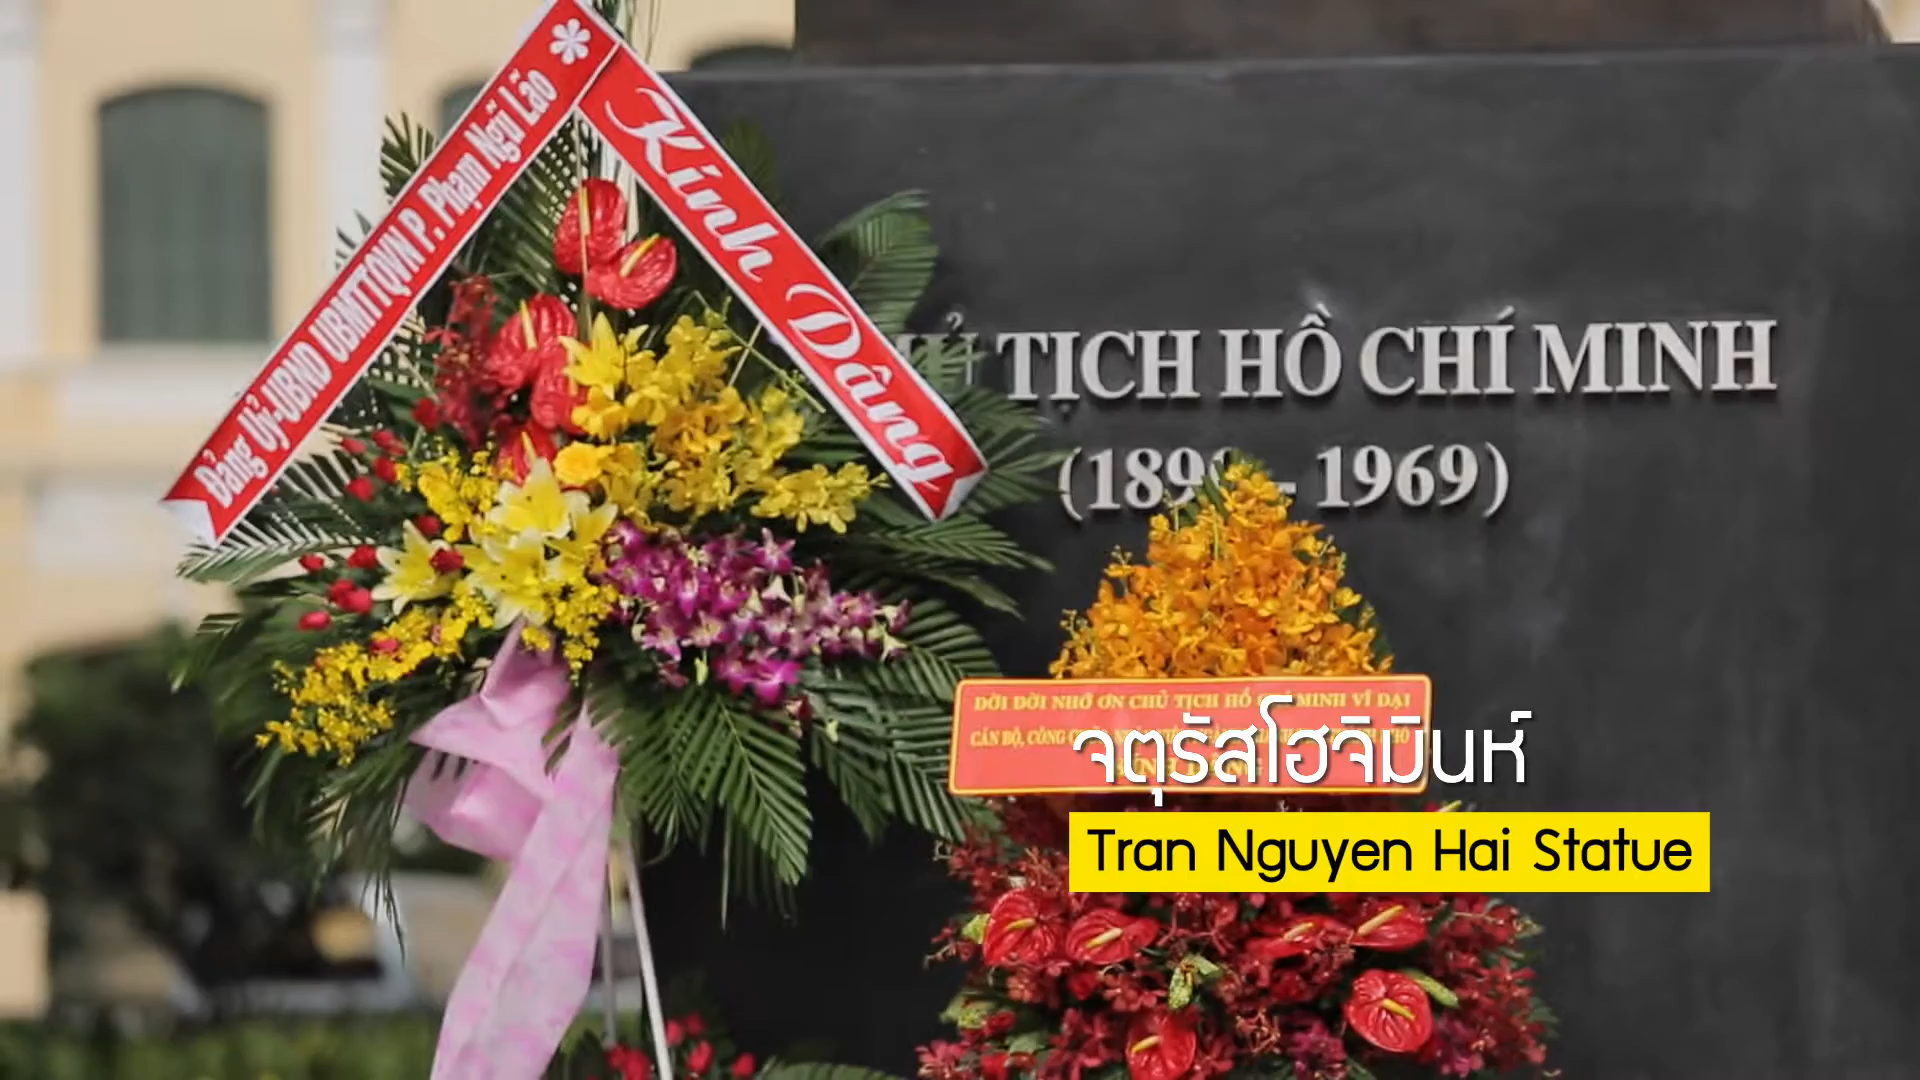 Đảng Uỷ-UBND UBMTTQVN P. Phạm Ngũ Lão
Kính Dâng
TỊCH HỒ CHÍ MINH
- 1969)
ĐỜI ĐỜI NHỚ ƠN CHỦ TỊCH HỒ CHÍ MINH VĨ ĐẠI
CÁN BỘ, CÔNG
จตุรัสโฮจิมินห์
Tran Nguyen Hai Statue